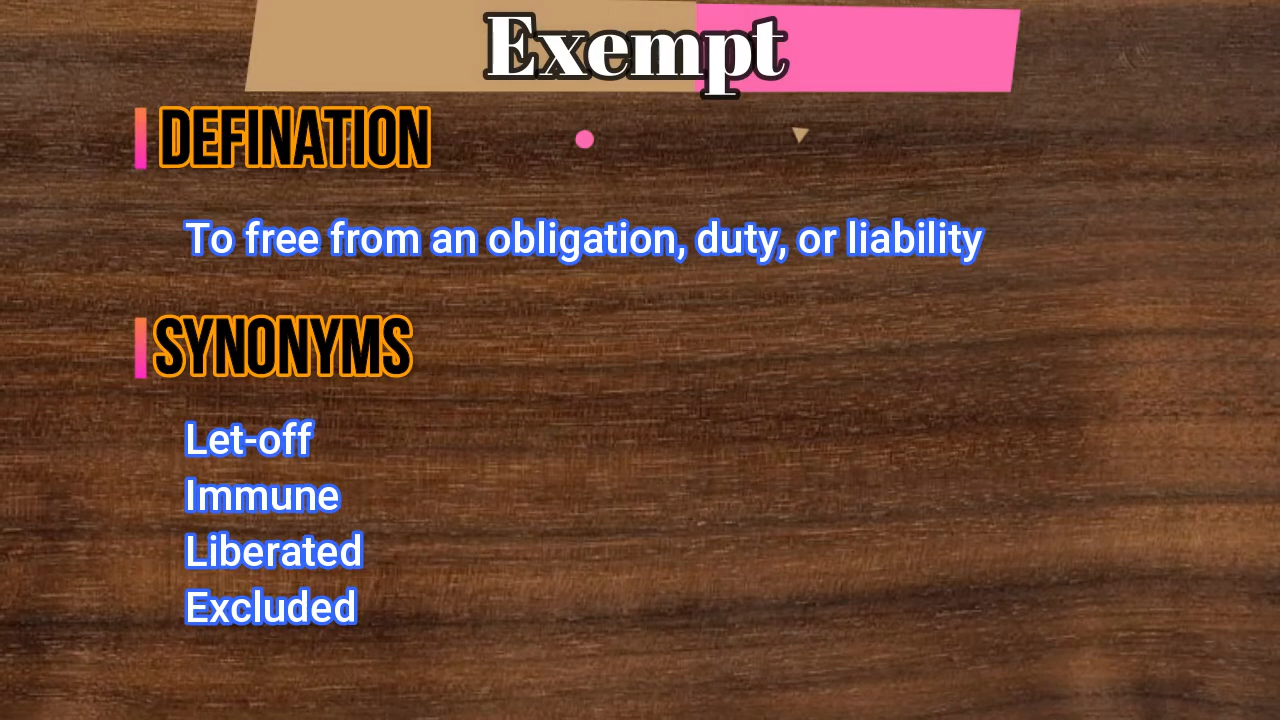 Exempt
DEFINATION
To free from an obligation, duty, or liability
SYNONYMS
Let-off
Immune
Liberated
Excluded